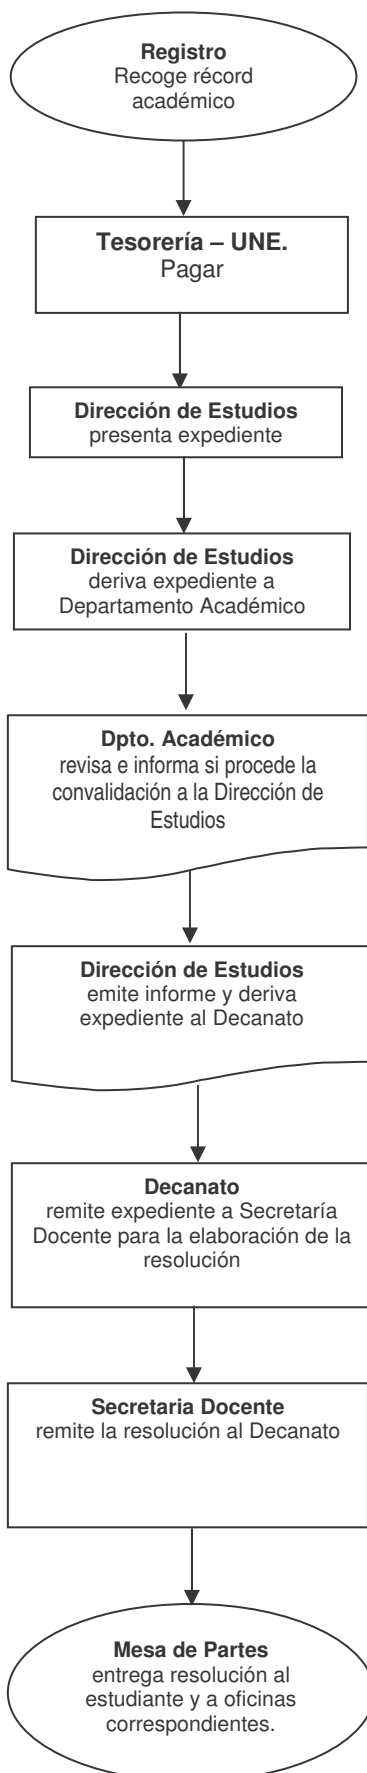 Registro
Recoge récord
académico
Tesorería – UNE.
Pagar
Dirección de Estudios
presenta expediente
Dirección de Estudios
deriva expediente a
Departamento Académico
Dpto. Académico
revisa e informa si procede la
convalidación a la Dirección de
Estudios
Dirección de Estudios
emite informe y deriva
expediente al Decanato
Decanato
remite expediente a Secretaría
Docente para la elaboración de la
resolución
Secretaria Docente
remite la resolución al Decanato
Mesa de Partes
entrega resolución al
estudiante y a oficinas
correspondientes.